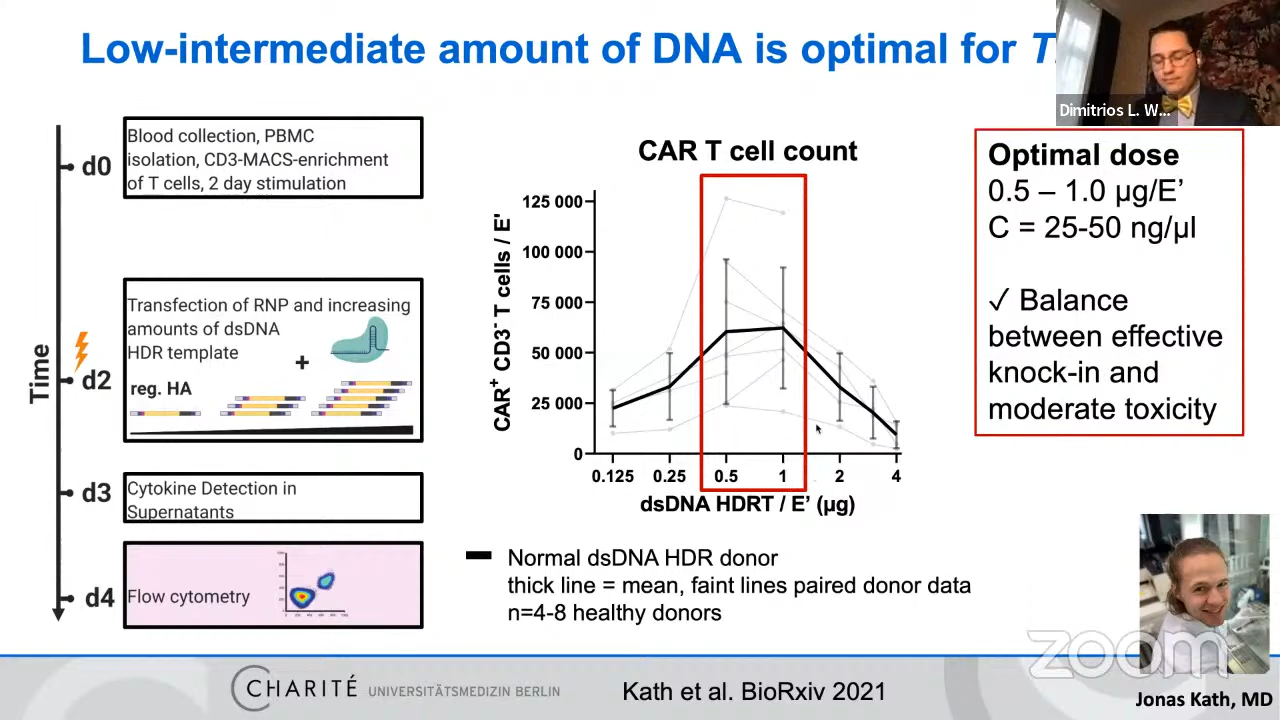 Low-intermediate amount of DNA is optimal for
Dimitrios L. W...
Time
d0
Blood collection, PBMC
isolation, CD3-MACS-enrichment
of T cells, 2 day stimulation
d2
Transfection of RNP and increasing
amounts of dsDNA
HDR template
+
reg. HA
d3
Cytokine Detection in
Supernatants
d4
Flow cytometry
CAR T cell count
CAR⁺ CD3⁻ T cells / E'
125 000
100 000
75 000
50 000
25 000
0
0.125 0.25 0.5 1 2 4
dsDNA HDRT / E’ (µg)
Normal dsDNA HDR donor
thick line = mean, faint lines paired donor data
n=4-8 healthy donors
Optimal dose
0.5 – 1.0 µg/E’
C = 25-50 ng/µl
✓ Balance
between effective
knock-in and
moderate toxicity
zoom
Jonas Kath, MD
CHARITÉ UNIVERSITÄTSMEDIZIN BERLIN
Kath et al. BioRxiv 2021